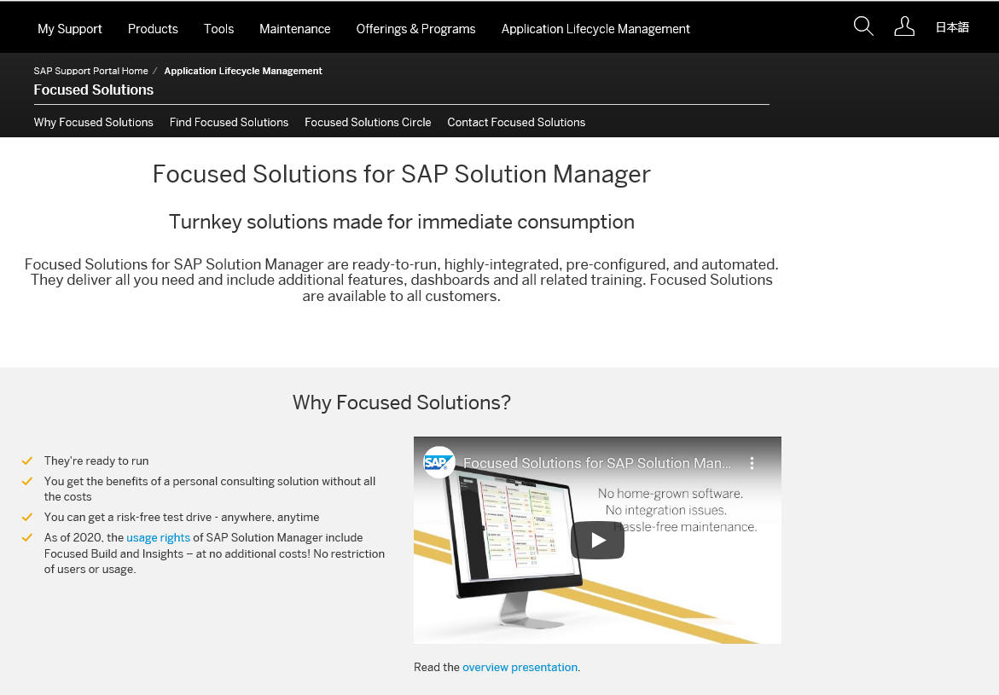 My Support Products Tools Maintenance Offerings & Programs Application Lifecycle Management 日本語
SAP Support Portal Home / Application Lifecycle Management
Focused Solutions
Why Focused Solutions Find Focused Solutions Focused Solutions Circle Contact Focused Solutions
Focused Solutions for SAP Solution Manager
Turnkey solutions made for immediate consumption
Focused Solutions for SAP Solution Manager are ready-to-run, highly-integrated, pre-configured, and automated.
They deliver all you need and include additional features, dashboards and all related training. Focused Solutions
are available to all customers.
Why Focused Solutions?
They're ready to run
You get the benefits of a personal consulting solution without all
the costs
You can get a risk-free test drive - anywhere, anytime
As of 2020, the usage rights of SAP Solution Manager include
Focused Build and Insights – at no additional costs! No restriction
of users or usage.
SAP
Focused Solutions for SAP Solution Man...
No home-grown software.
No integration issues.
Hassle-free maintenance.
Read the overview presentation.